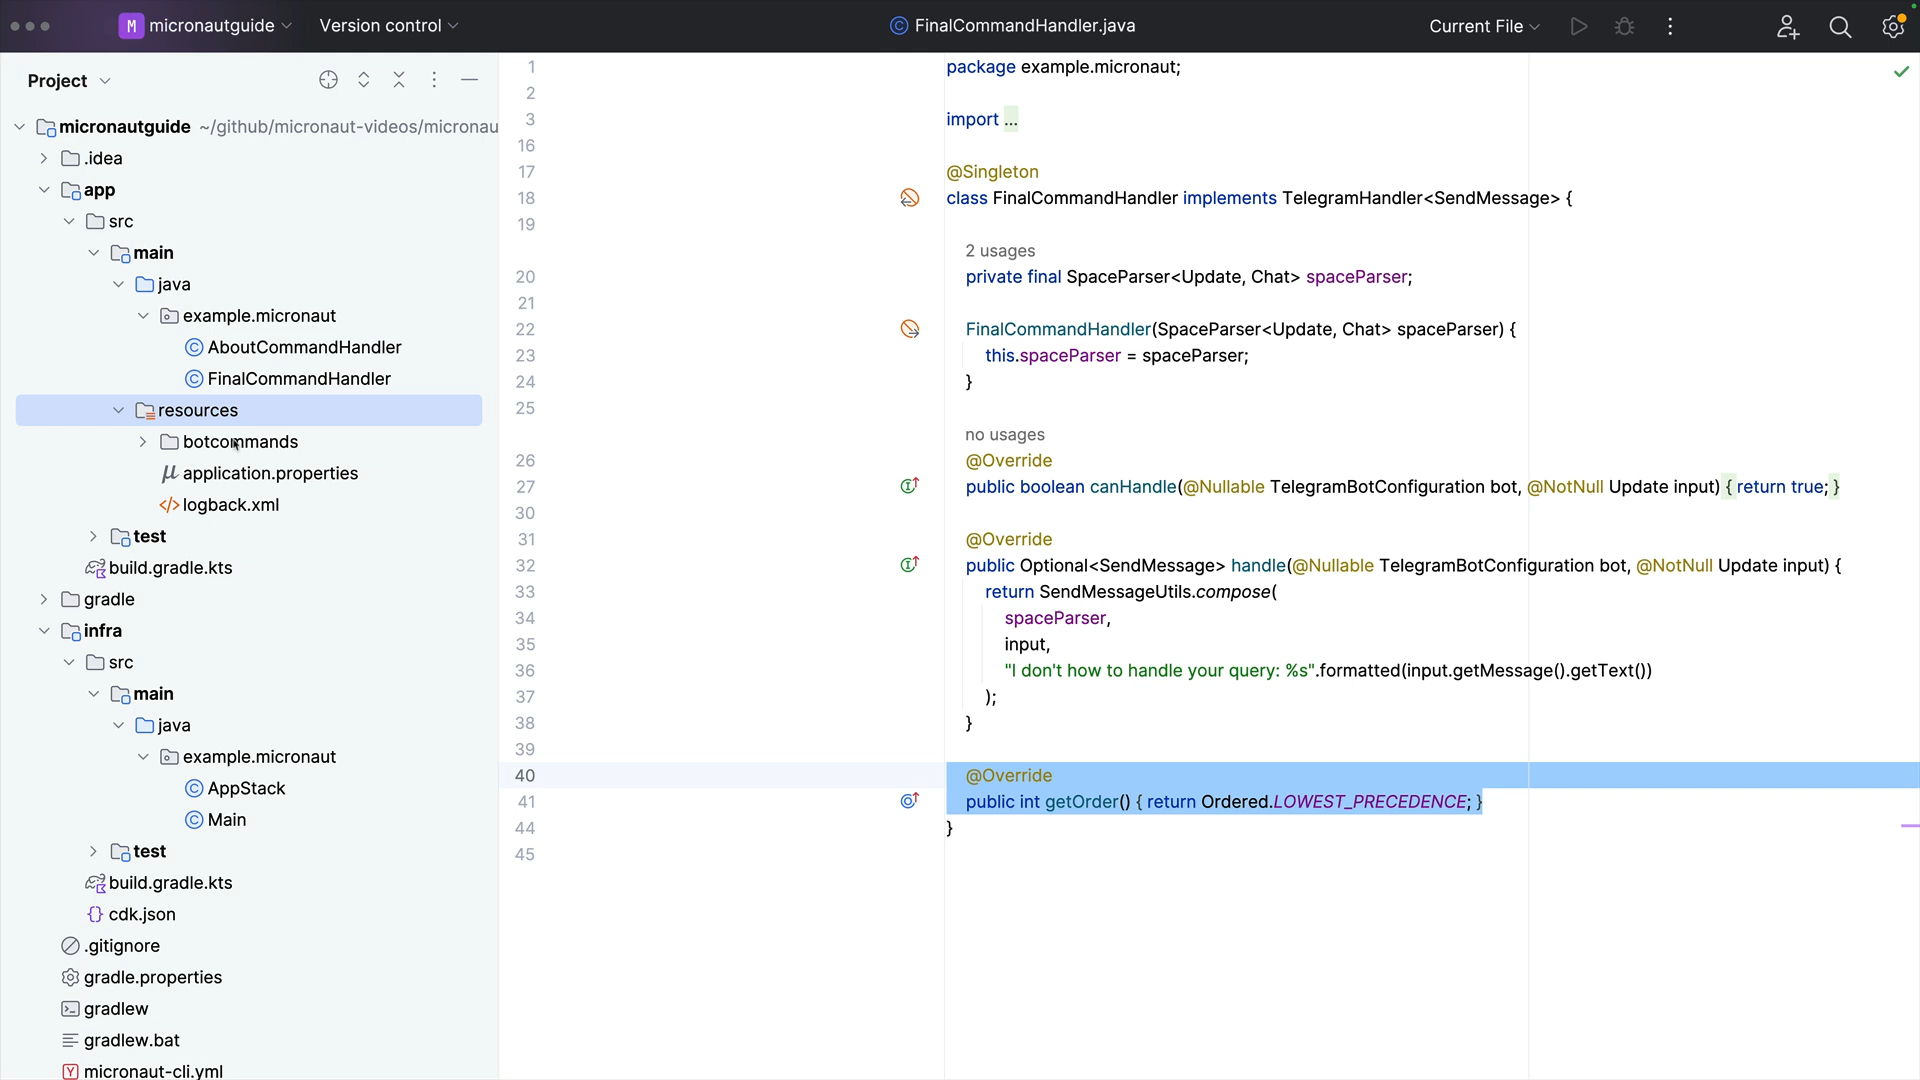 M micronautguide
Version control
FinalCommandHandler.java
Current File
Project
micronautguide ~/github/micronaut-videos/micronau
.idea
app
src
main
java
example.micronaut
AboutCommandHandler
FinalCommandHandler
resources
botcommands
application.properties
logback.xml
test
build.gradle.kts
gradle
infra
src
main
java
example.micronaut
AppStack
Main
test
build.gradle.kts
cdk.json
.gitignore
gradle.properties
gradlew
gradlew.bat
micronaut-cli.yml
1 package example.micronaut;
2
3 import ...
16
17 @Singleton
18 class FinalCommandHandler implements TelegramHandler<SendMessage> {
19
2 usages
20 private final SpaceParser<Update, Chat> spaceParser;
21
22 FinalCommandHandler(SpaceParser<Update, Chat> spaceParser) {
23 this.spaceParser = spaceParser;
24 }
25
no usages
26 @Override
27 public boolean canHandle(@Nullable TelegramBotConfiguration bot, @NotNull Update input) { return true; }
30
31 @Override
32 public Optional<SendMessage> handle(@Nullable TelegramBotConfiguration bot, @NotNull Update input) {
33 return SendMessageUtils.compose(
34 spaceParser,
35 input,
36 "I don't how to handle your query: %s".formatted(input.getMessage().getText())
37 );
38 }
39
40 @Override
41 public int getOrder() { return Ordered.LOWEST_PRECEDENCE; }
44 }
45